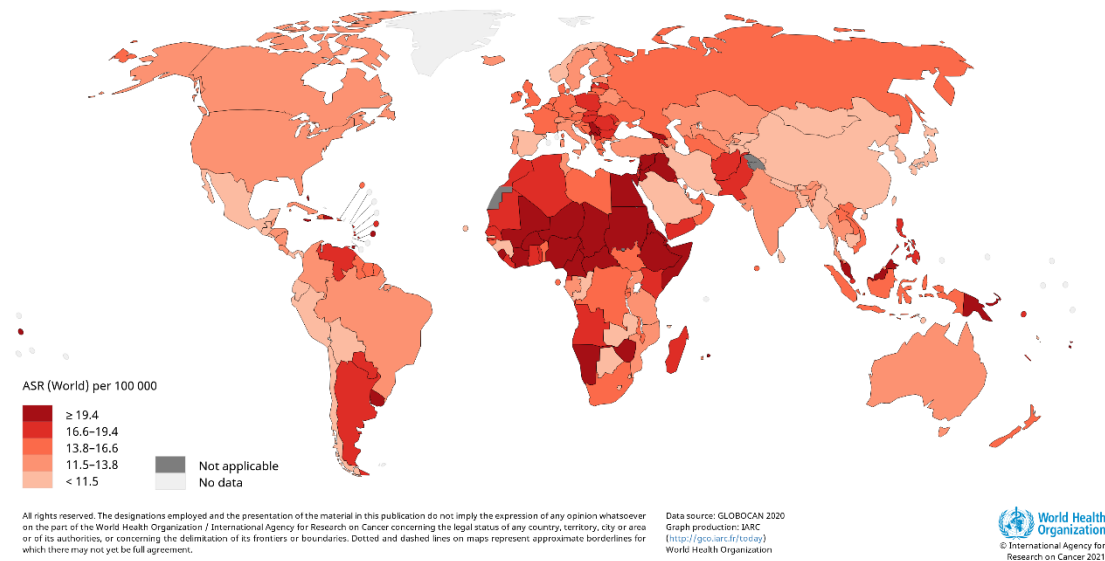 ASR (World) per 100 000
≥ 19.4
16.6–19.4
13.8–16.6
11.5–13.8
< 11.5
Not applicable
No data
All rights reserved. The designations employed and the presentation of the material in this publication do not imply the expression of any opinion whatsoever
on the part of the World Health Organization / International Agency for Research on Cancer concerning the legal status of any country, territory, city or area
or of its authorities, or concerning the delimitation of its frontiers or boundaries. Dotted and dashed lines on maps represent approximate borderlines for
which there may not yet be full agreement.
Data source: GLOBOCAN 2020
Graph production: IARC
(http://gco.iarc.fr/today)
World Health Organization
World Health
Organization
© International Agency for
Research on Cancer 2021